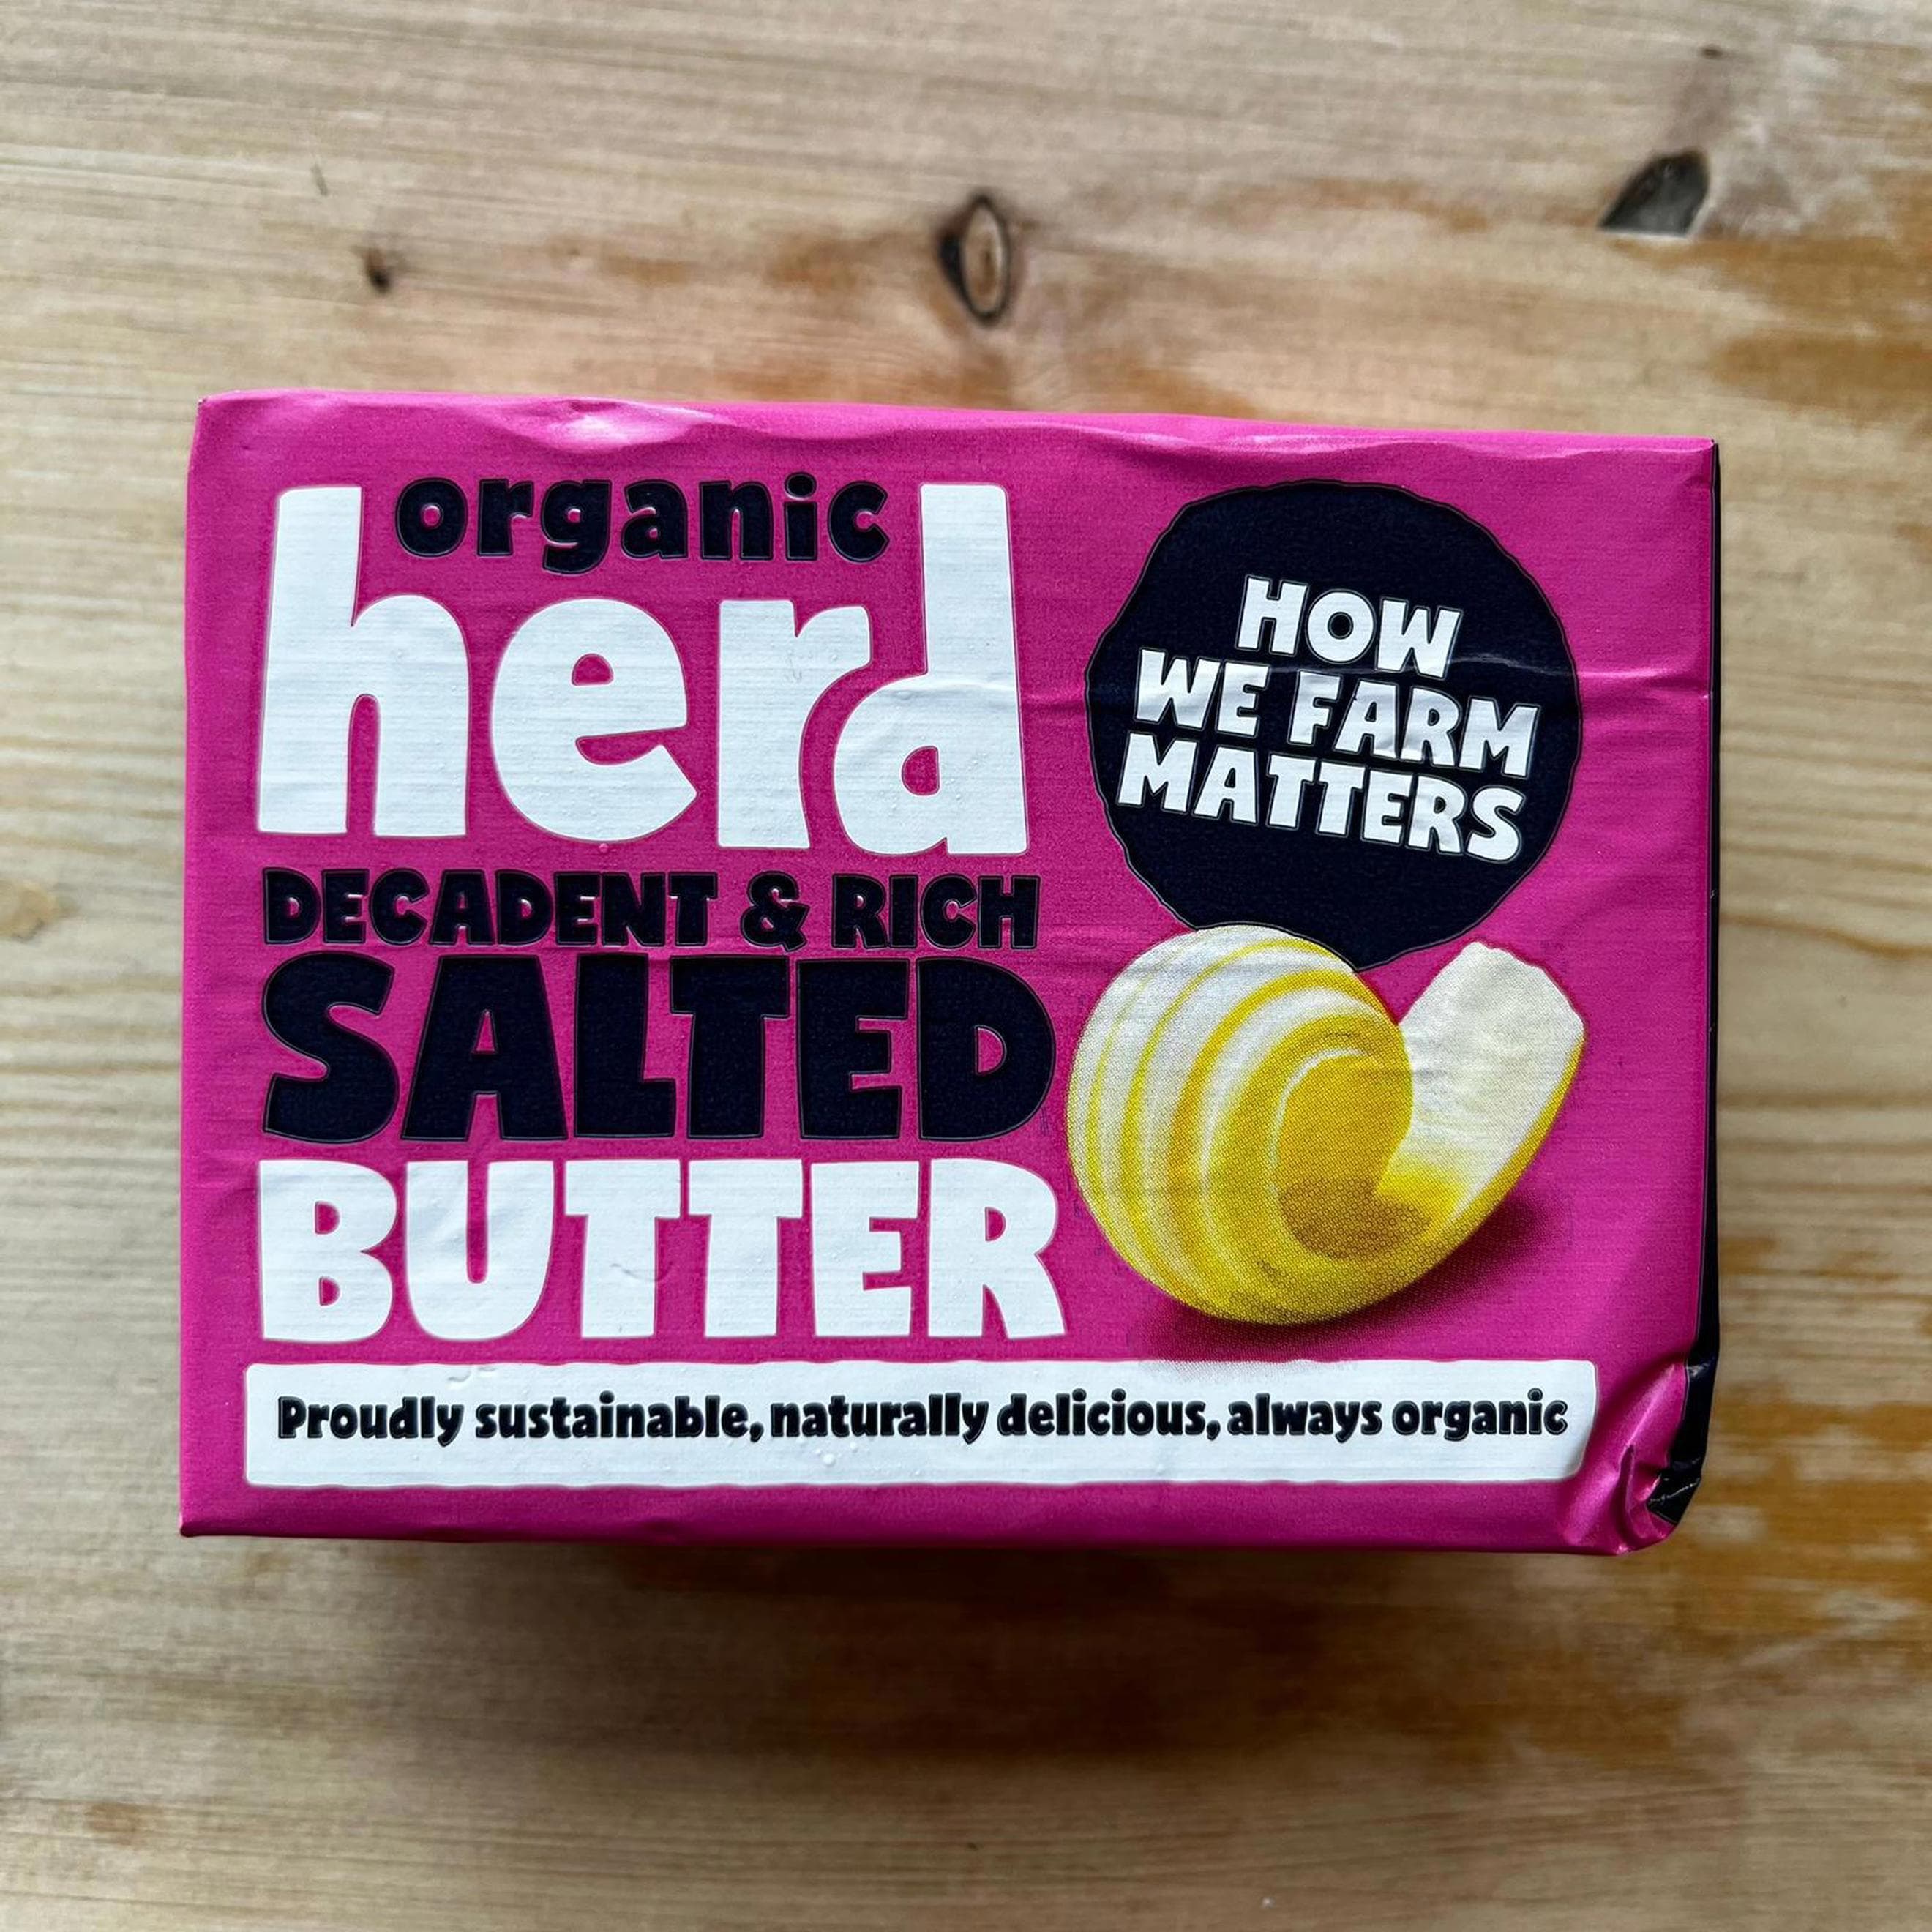 organic
herd
DECADENT & RICH
SALTED
BUTTER
HOW
WE FARM
MATTERS
Proudly sustainable, naturally delicious, always organic